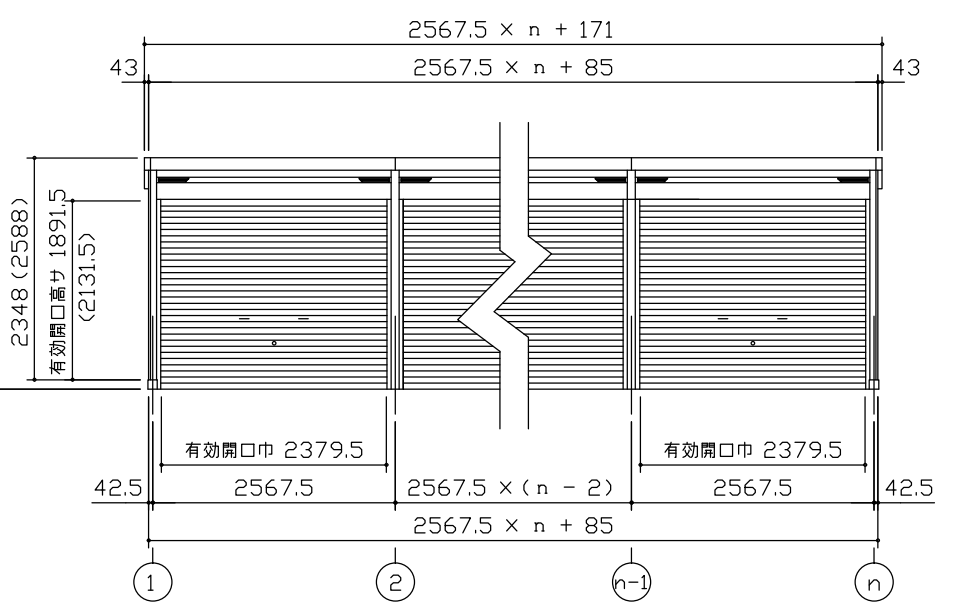 2567.5 × n + 171
43
2567.5 × n + 85
43
2348 (2588)
有効開口高サ 1891.5
(2131.5)
有効開口巾 2379.5
有効開口巾 2379.5
42.5
2567.5
2567.5 ×(n - 2)
2567.5
42.5
2567.5 × n + 85
1
2
n-1
n